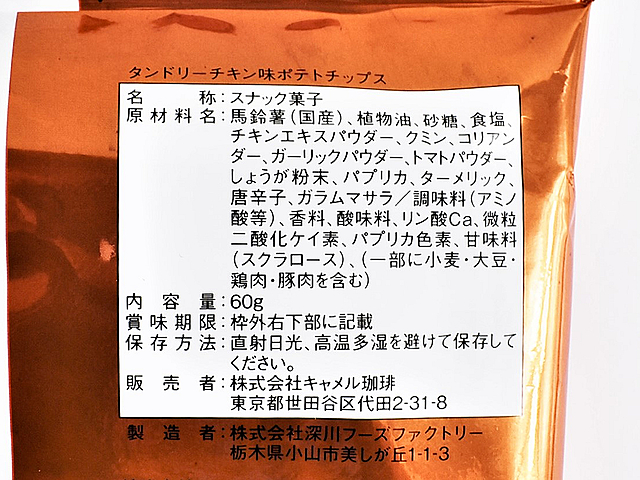 タンドリーチキン味ポテトチップス
名称：スナック菓子
原材料名：馬鈴薯（国産）、植物油、砂糖、食塩、
チキンエキスパウダー、クミン、コリアン
ダー、ガーリックパウダー、トマトパウダー、
しょうが粉末、パプリカ、ターメリック、
唐辛子、ガラムマサラ／調味料（アミノ
酸等）、香料、酸味料、リン酸Ca、微粒
二酸化ケイ素、パプリカ色素、甘味料
（スクラロース）、（一部に小麦・大豆・
鶏肉・豚肉を含む）
内容量：60g
賞味期限：枠外右下部に記載
保存方法：直射日光、高温多湿を避けて保存して
ください。
販売者：株式会社キャメル珈琲
東京都世田谷区代田2-31-8
製造者：株式会社深川フーズファクトリー
栃木県小山市美しが丘1-1-3